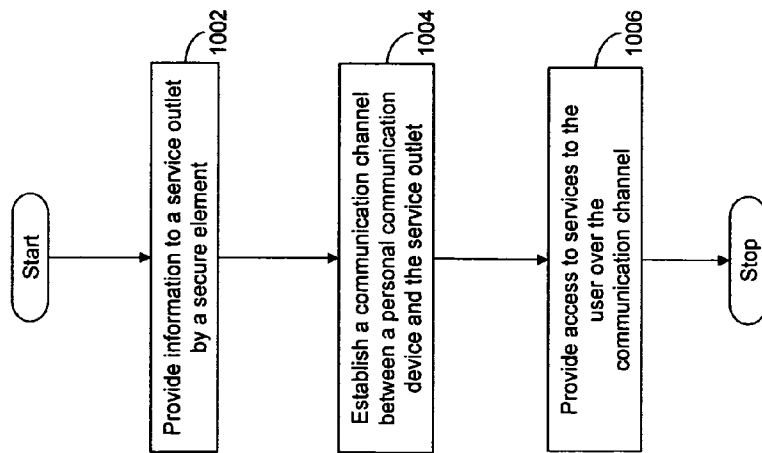 Start
Provide information to a service outlet
by a secure element
1002
Establish a communication channel
between a personal communication
device and the service outlet
1004
Provide access to services to the
user over the
communication channel
1006
Stop